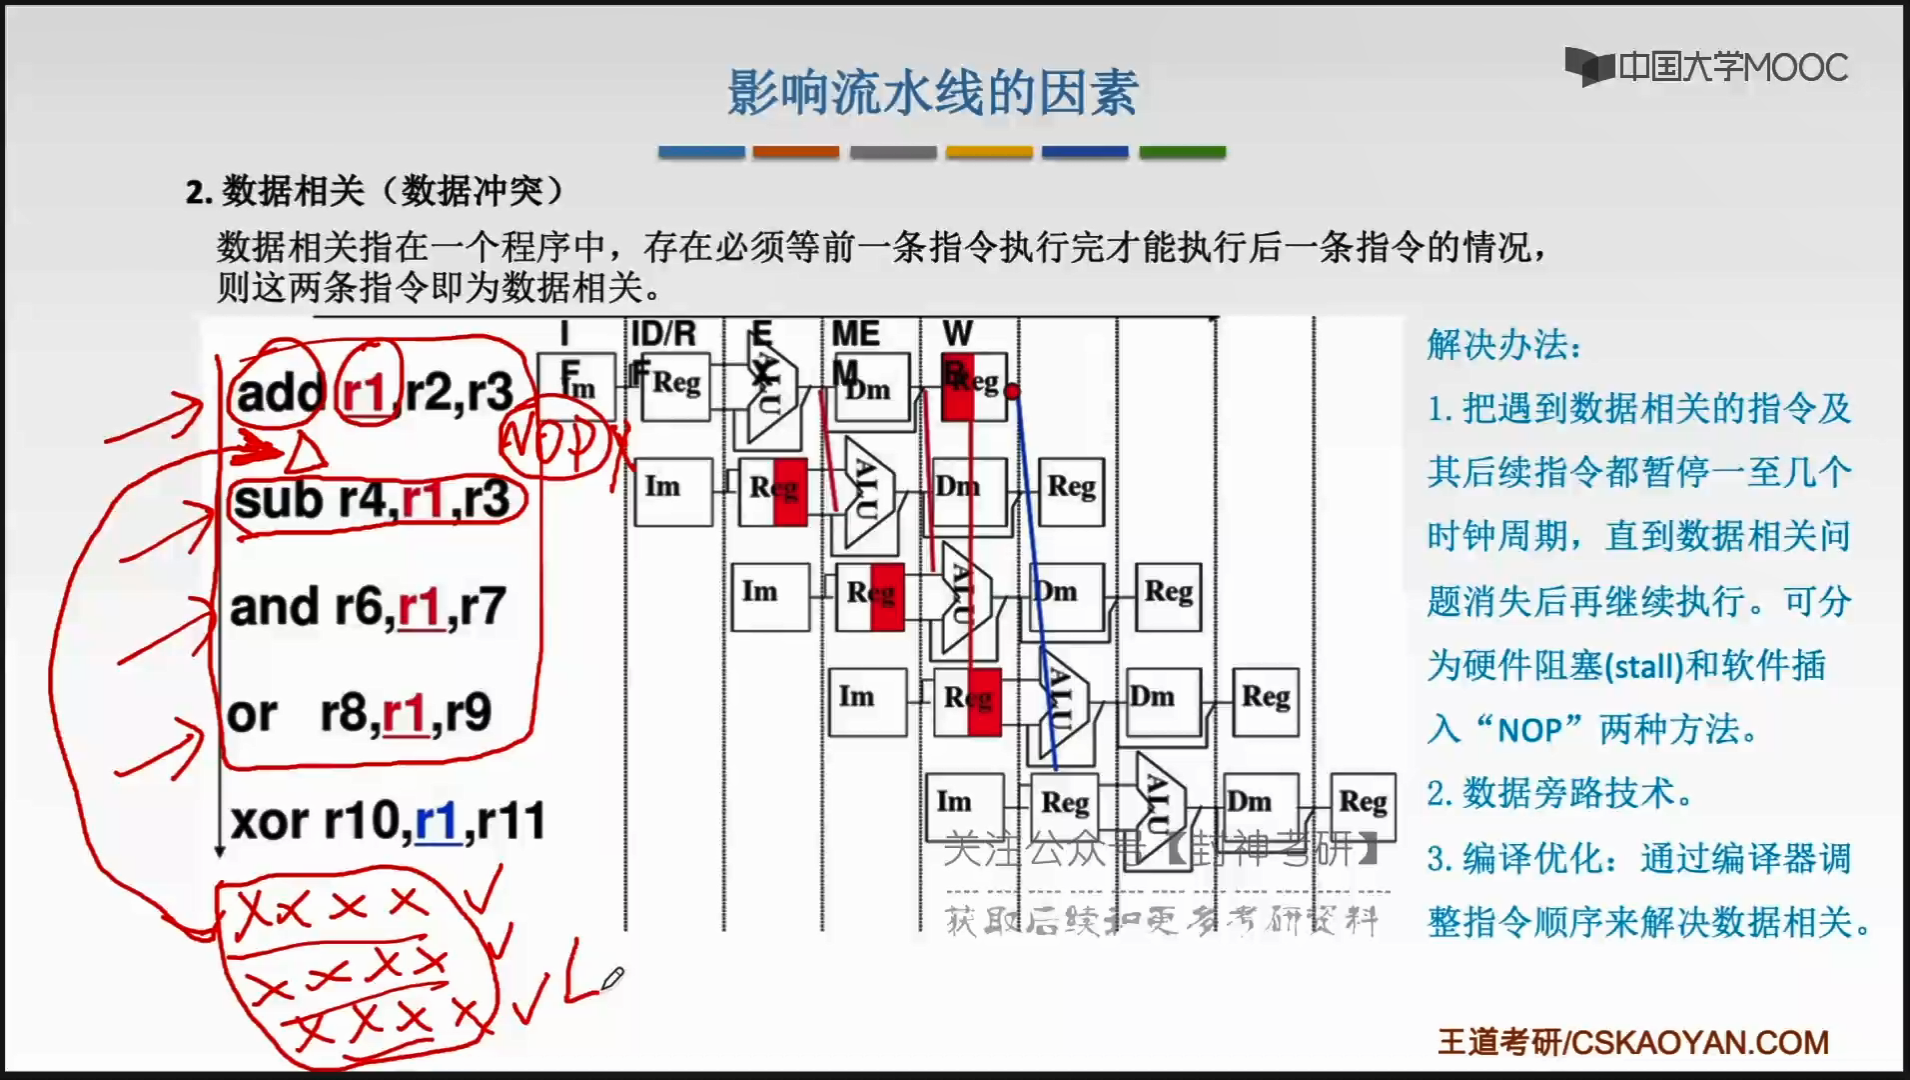 中国大学MOOC
影响流水线的因素
2. 数据相关（数据冲突）
数据相关指在一个程序中，存在必须等前一条指令执行完才能执行后一条指令的情况，
则这两条指令即为数据相关。
IF ID/RF EX MEM WB
add r1,r2,r3
Im Reg ALU Dm Reg
NOP
sub r4,r1,r3
Im Reg ALU Dm Reg
and r6,r1,r7
Im Reg ALU Dm Reg
or r8,r1,r9
Im Reg ALU Dm Reg
xor r10,r1,r11
Im Reg ALU Dm Reg
解决办法：
1. 把遇到数据相关的指令及
其后续指令都暂停一至几个
时钟周期，直到数据相关问
题消失后再继续执行。可分
为硬件阻塞(stall)和软件插
入“NOP”两种方法。
2. 数据旁路技术。
3. 编译优化：通过编译器调
整指令顺序来解决数据相关。
关注公众号【封神考研】
获取后续和更多考研资料
XX X X
X X X X
X X X X
王道考研/CSKAOYAN.COM